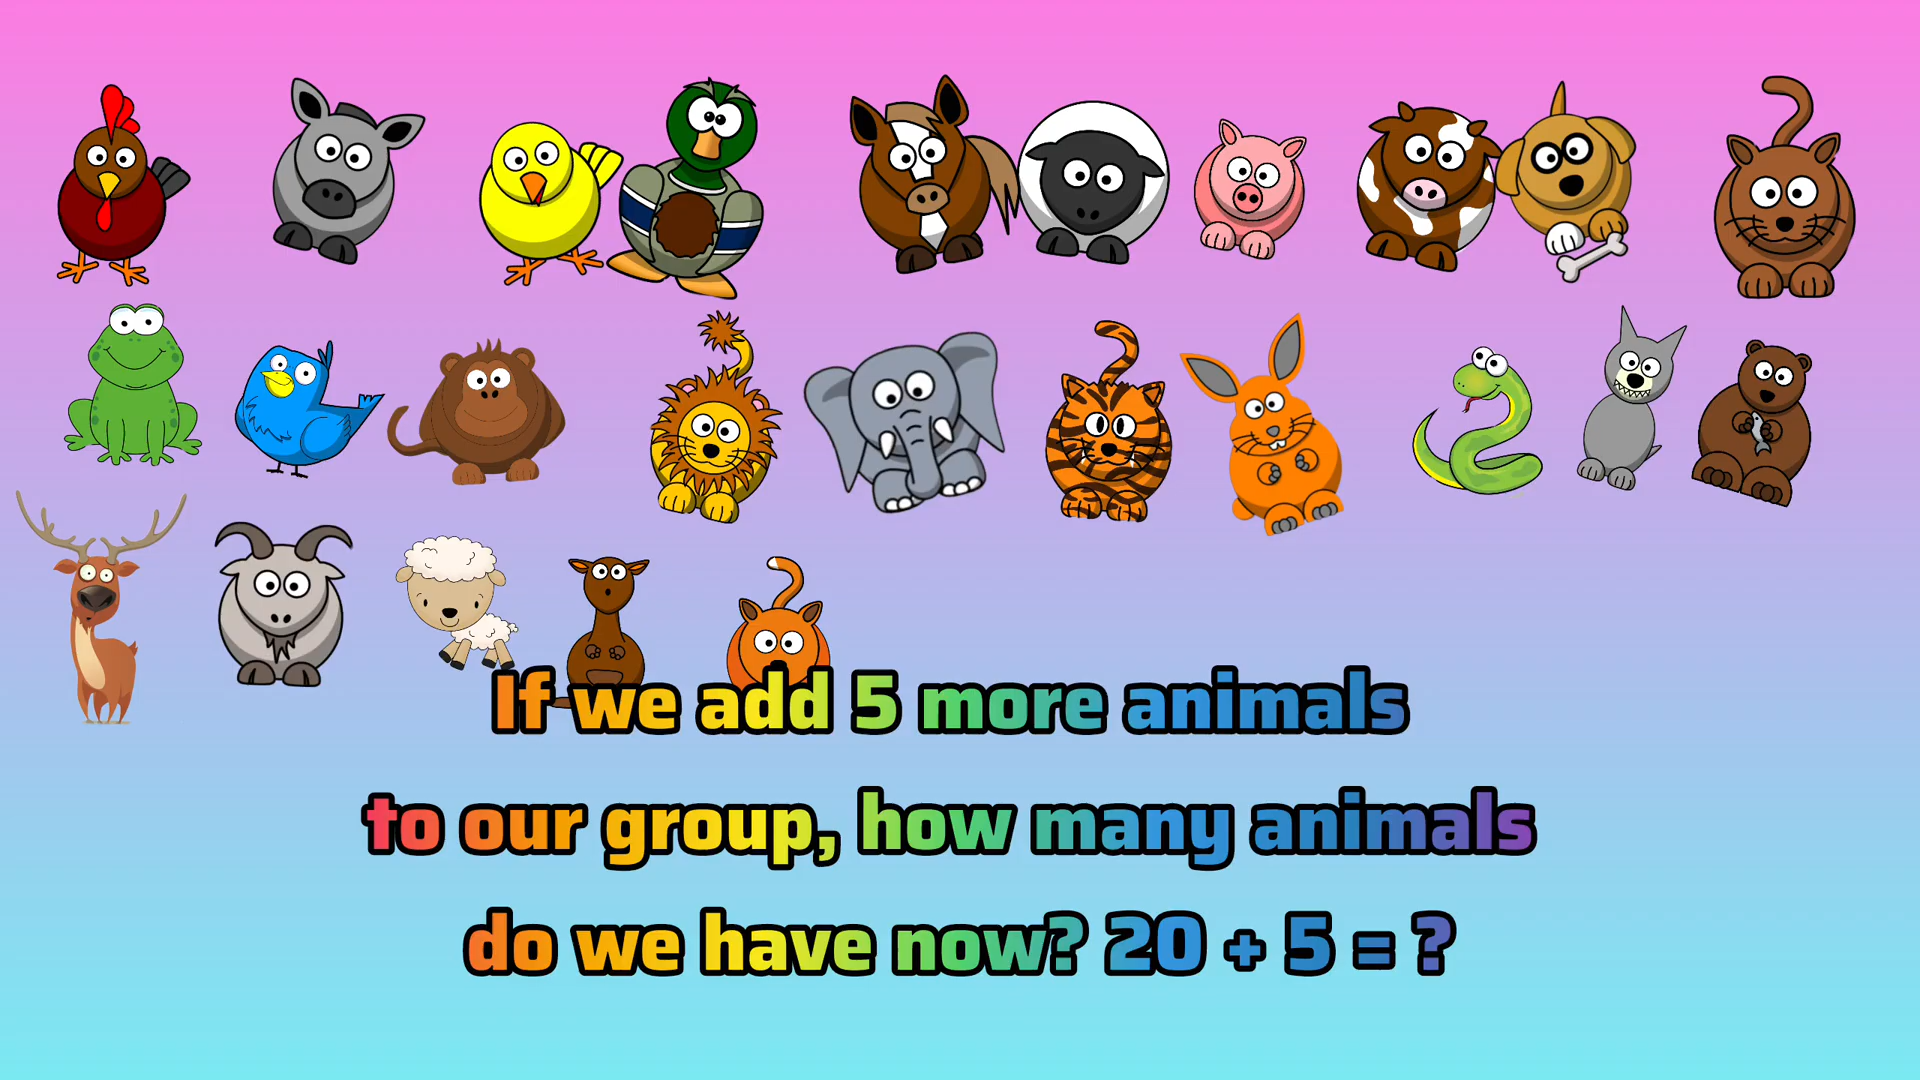 If we add 5 more animals
to our group, how many animals
do we have now? 20 + 5 = ?